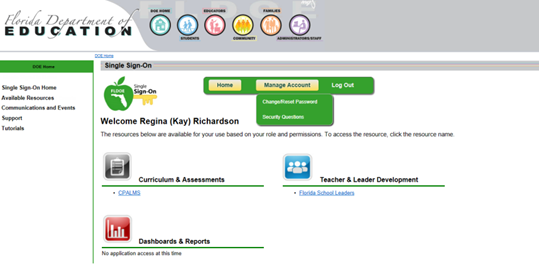 Florida Department of
EDUCATION
DOE HOME
EDUCATORS
FAMILIES
STUDENTS
COMMUNITY
ADMINISTRATORS/STAFF
DOE Home
DOE Home
Single Sign-On
Single Sign-On Home
Available Resources
Communications and Events
Support
Tutorials
FLDOE
Single
Sign-On
Home
Manage Account
Log Out
Change/Reset Password
Security Questions
Welcome Regina (Kay) Richardson
The resources below are available for your use based on your role and permissions. To access the resource, click the resource name.
Curriculum & Assessments
Teacher & Leader Development
• CPALMS
• Florida School Leaders
Dashboards & Reports
No application access at this time